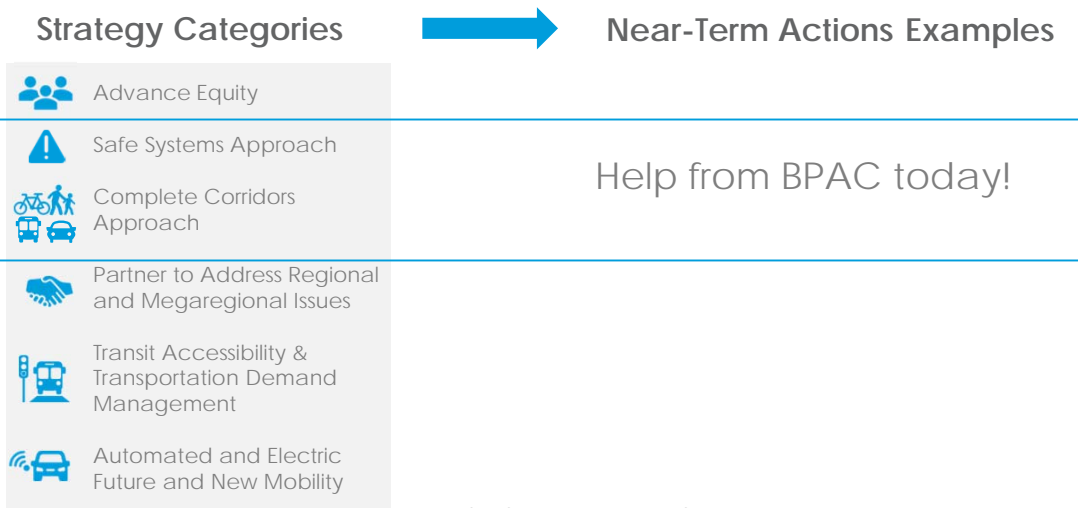 Strategy Categories
Near-Term Actions Examples
Advance Equity
Safe Systems Approach
Help from BPAC today!
Complete Corridors
Approach
Partner to Address Regional
and Megaregional Issues
Transit Accessibility &
Transportation Demand
Management
Automated and Electric
Future and New Mobility